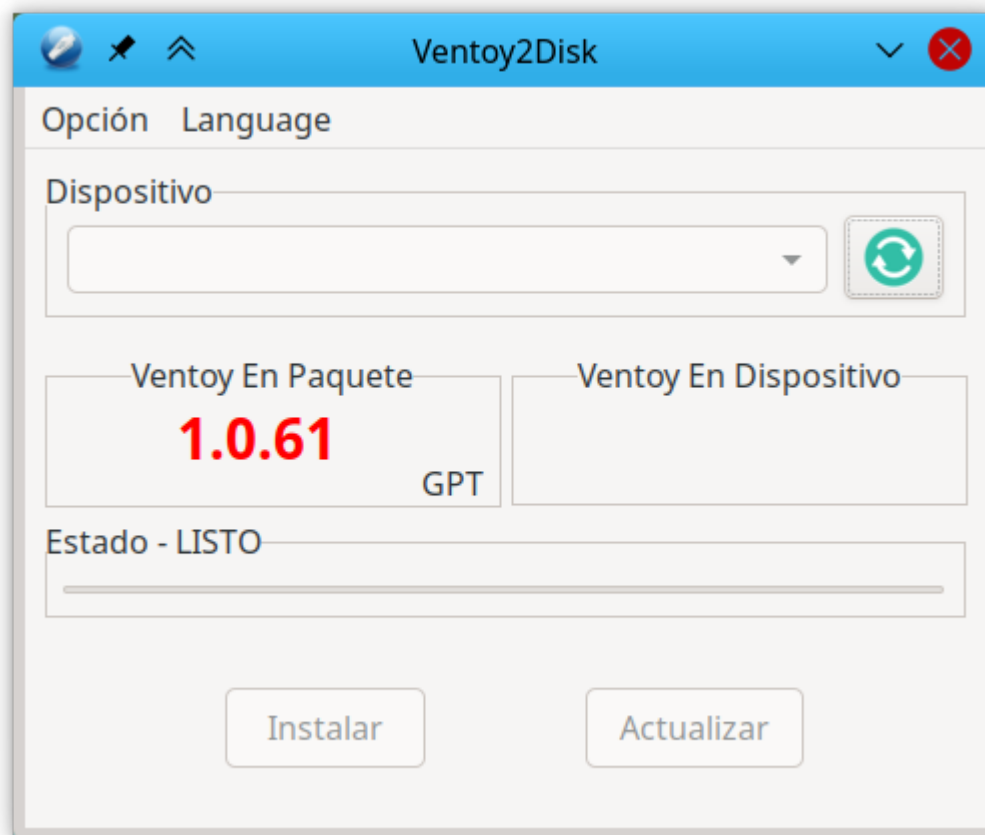 Ventoy2Disk
Opción Language
Dispositivo
Ventoy En Paquete Ventoy En Dispositivo
1.0.61
GPT
Estado - LISTO
Instalar Actualizar